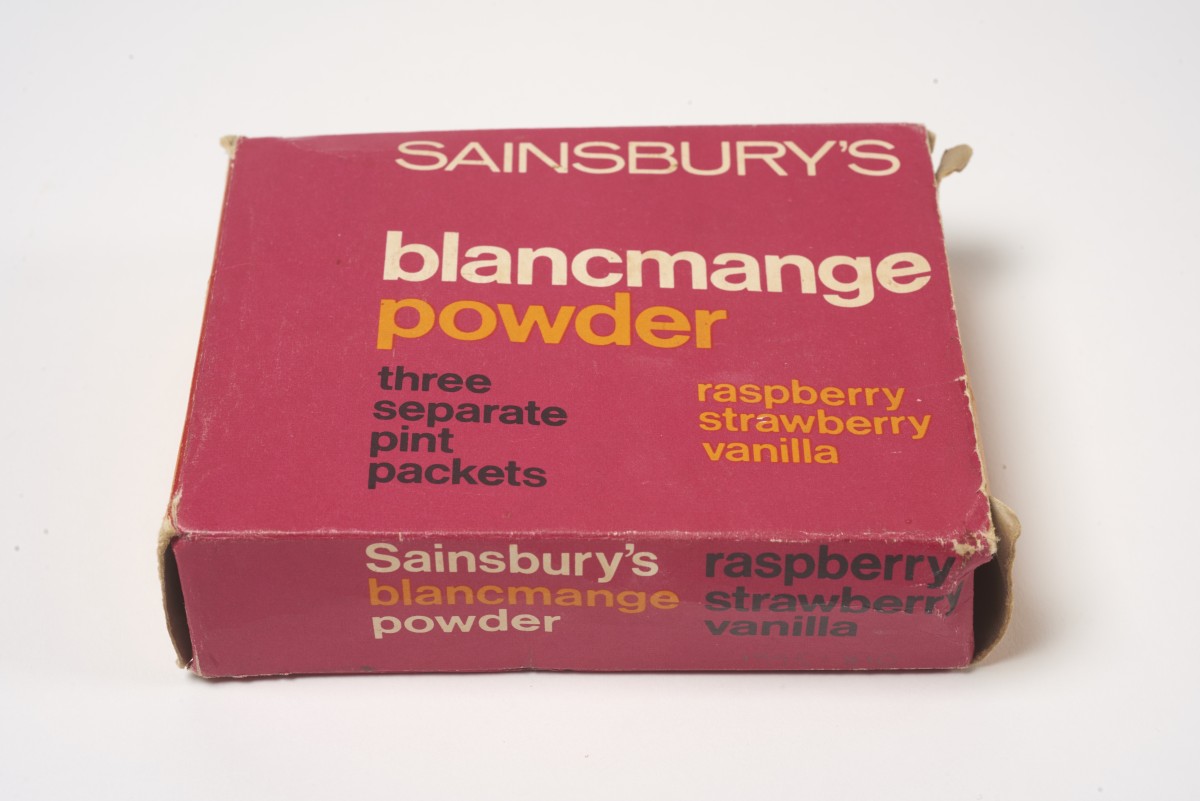 SAINSBURY'S
blancmange
powder
three
separate
pint
packets
raspberry
strawberry
vanilla
Sainsbury's
blancmange
powder
raspberry
strawberry
vanilla